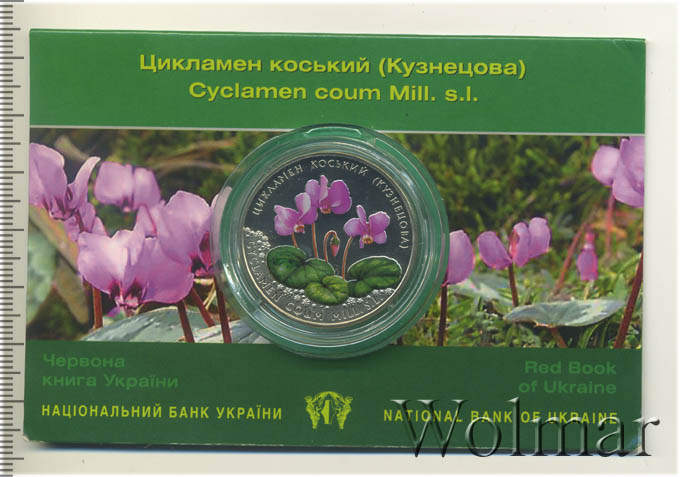 Цикламен коський (Кузнецова)
Cyclamen coum Mill. s.l.
ЦИКЛАМЕН КОСЬКИЙ (КУЗНЕЦОВА)
CYCLAMEN COUM MILL. S.L.
Червона
книга України
Red Book
of Ukraine
НАЦІОНАЛЬНИЙ БАНК УКРАЇНИ
NATIONAL BANK OF UKRAINE
Wolmar